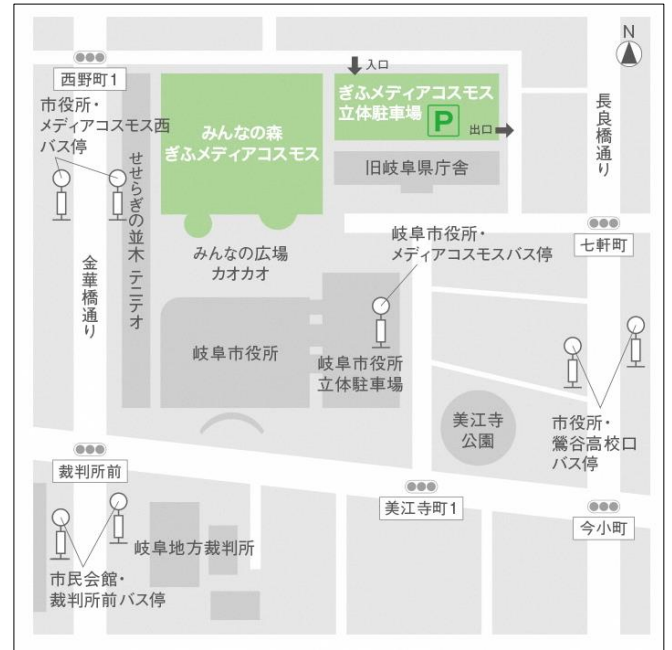 N
入口
西野町1
ぎふメディアコスモス
立体駐車場
P
出口
市役所・
メディアコスモス西
バス停
みんなの森
ぎふメディアコスモス
長良橋通り
旧岐阜県庁舎
せせらぎの並木 テニテオ
七軒町
岐阜市役所・
メディアコスモスバス停
みんなの広場
カオカオ
金華橋通り
岐阜市役所
岐阜市役所
立体駐車場
美江寺
公園
市役所・
鶯谷高校口
バス停
裁判所前
美江寺町1
今小町
岐阜地方裁判所
市民会館・
裁判所前バス停